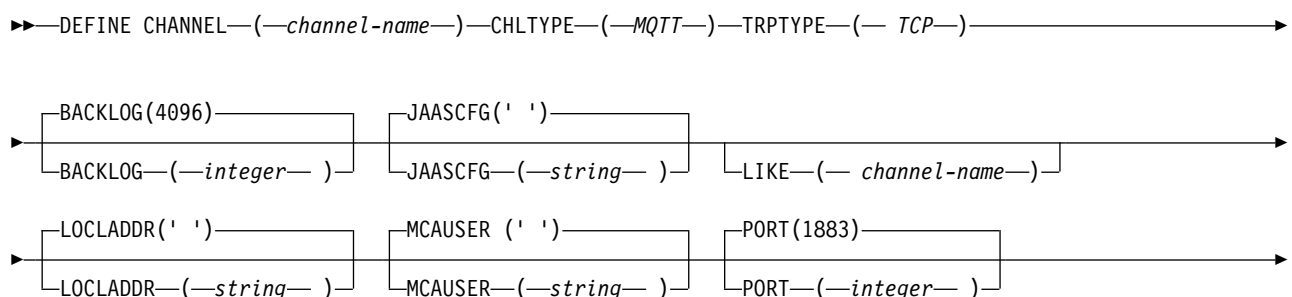 DEFINE CHANNEL ( channel-name ) CHLTYPE ( MQTT ) TRPTYPE ( TCP )
BACKLOG(4096) JAASCFG(' ')
BACKLOG ( integer ) JAASCFG ( string ) LIKE ( channel-name )
LOCLADDR(' ') MCAUSER (' ') PORT(1883)
LOCLADDR ( string ) MCAUSER ( string ) PORT ( integer )